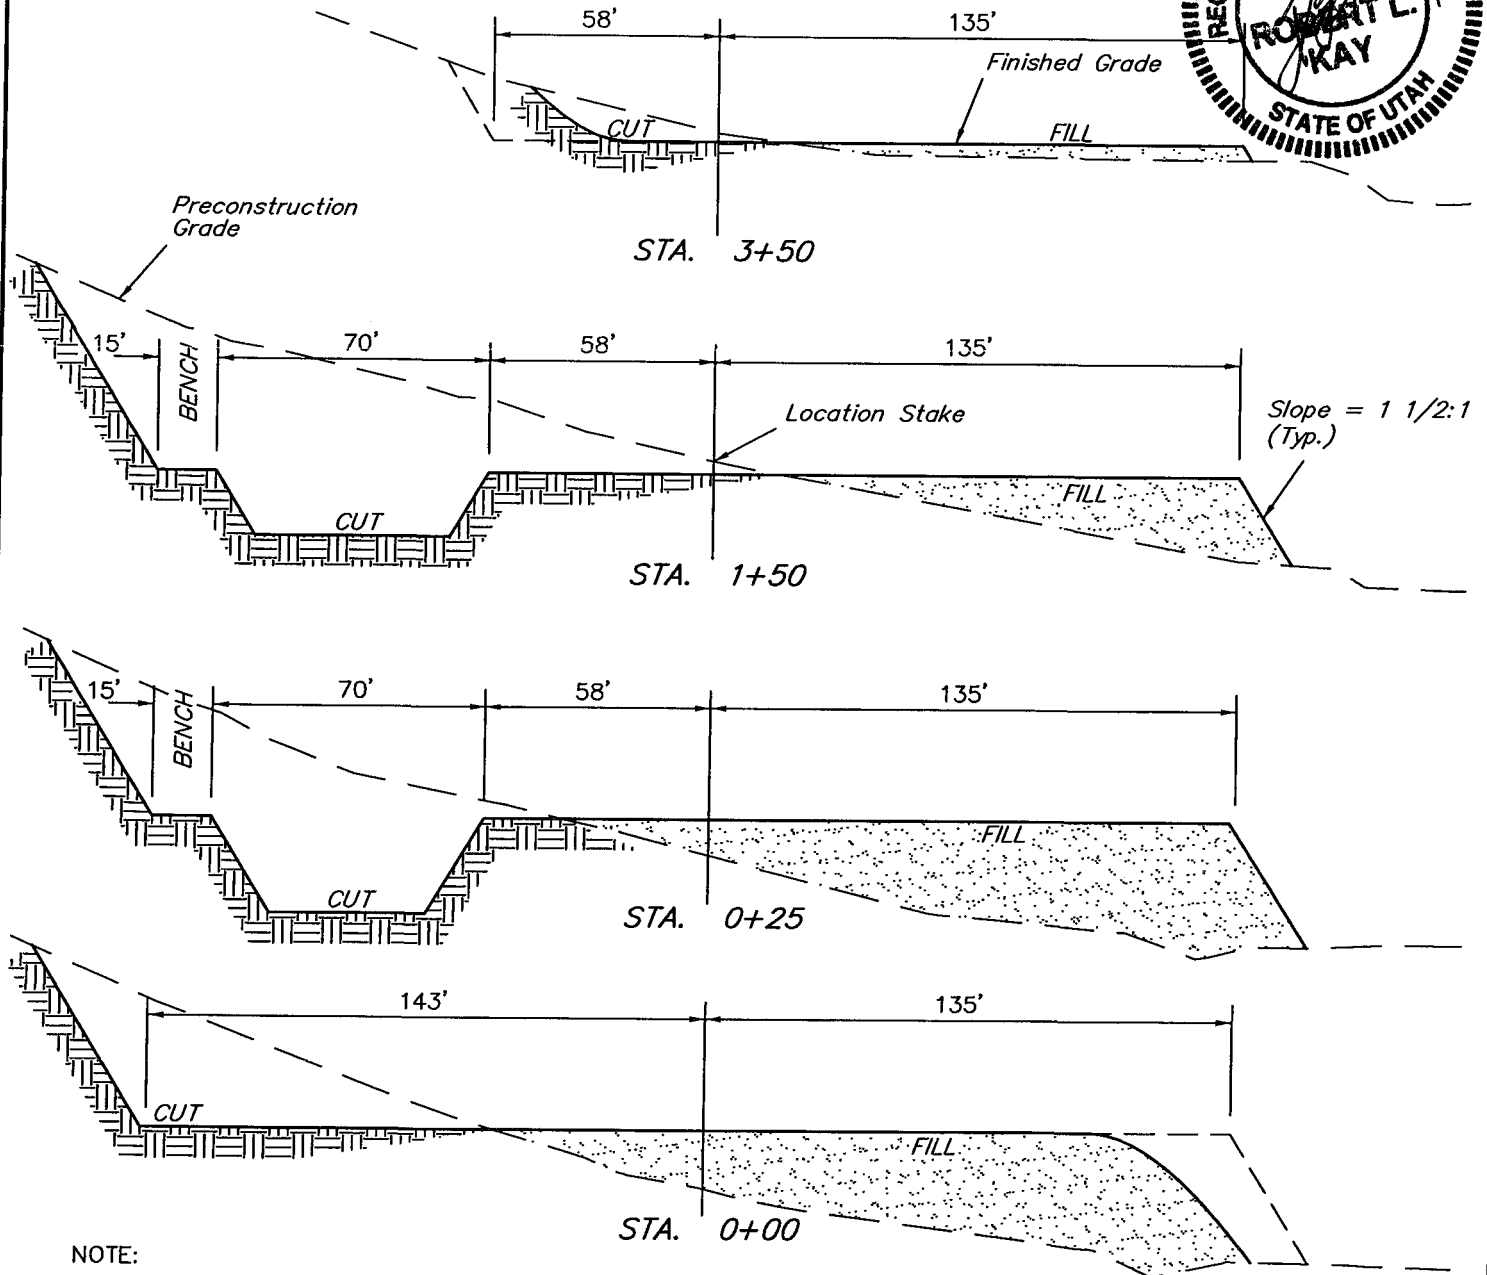 58'
135'
ROBERT L.
KAY
STATE OF UTAH
Finished Grade
CUT
FILL
STA. 3+50
Preconstruction
Grade
15'
BENCH
70'
58'
135'
Location Stake
Slope = 1 1/2:1
(Typ.)
CUT
FILL
STA. 1+50
15'
BENCH
70'
58'
135'
FILL
CUT
STA. 0+25
143'
135'
CUT
FILL
STA. 0+00
NOTE: